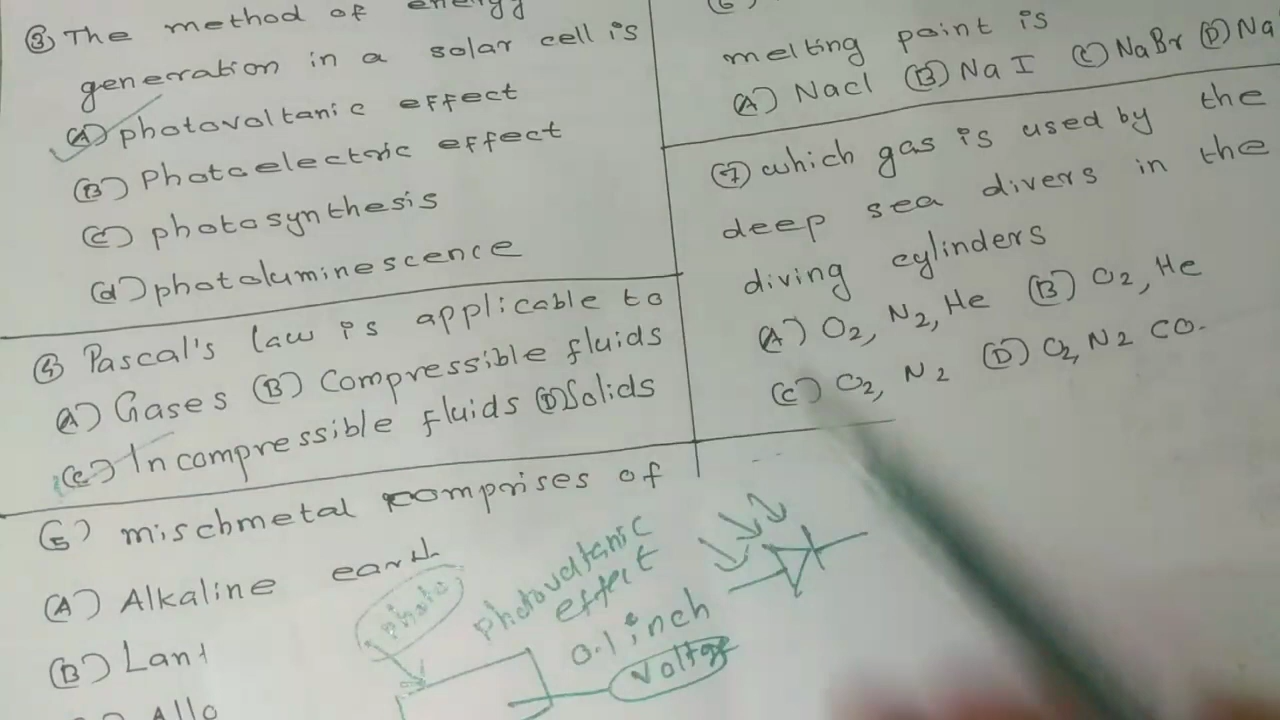 ③ The method of energy
generation in a solar cell is
(A) photovoltanic effect
(B) Photoelectric effect
(C) photosynthesis
(d) photoluminescence
④ Pascal's law is applicable to
(A) Gases (B) Compressible fluids
(C) Incompressible fluids (D) Solids
⑤ mischmetal comprises of
(A) Alkaline earth
(B) Lant
Allo
photo
photovoltanic
effect
0.1 inch
voltge
⑥
melting point is
(A) Nacl (B) NaI (C) NaBr (D) Na
⑦ which gas is used by the
deep sea divers in the
diving cylinders
(A) O2, N2, He (B) O2, He
(C) O2, N2 (D) O2, N2 CO.